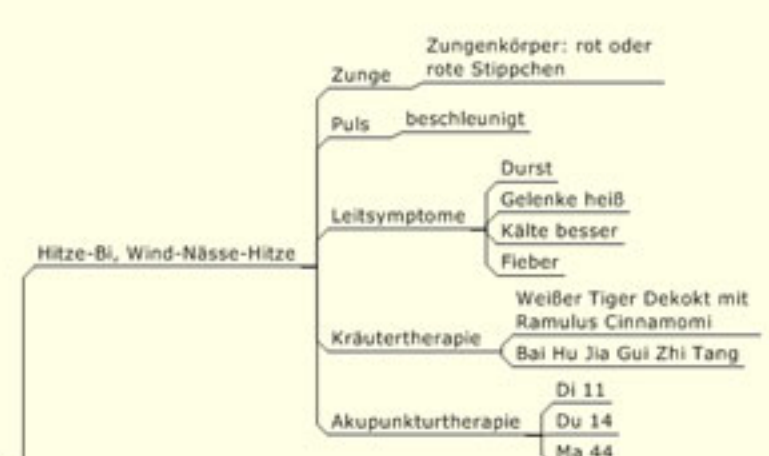 Hitze-Bi, Wind-Nässe-Hitze
Zunge
Zungenkörper: rot oder
rote Stippchen
Puls
beschleunigt
Leitsymptome
Durst
Gelenke heiß
Kälte besser
Fieber
Kräutertherapie
Weißer Tiger Dekokt mit
Ramulus Cinnamomi
Bai Hu Jia Gui Zhi Tang
Akupunkturtherapie
Di 11
Du 14
Ma 44